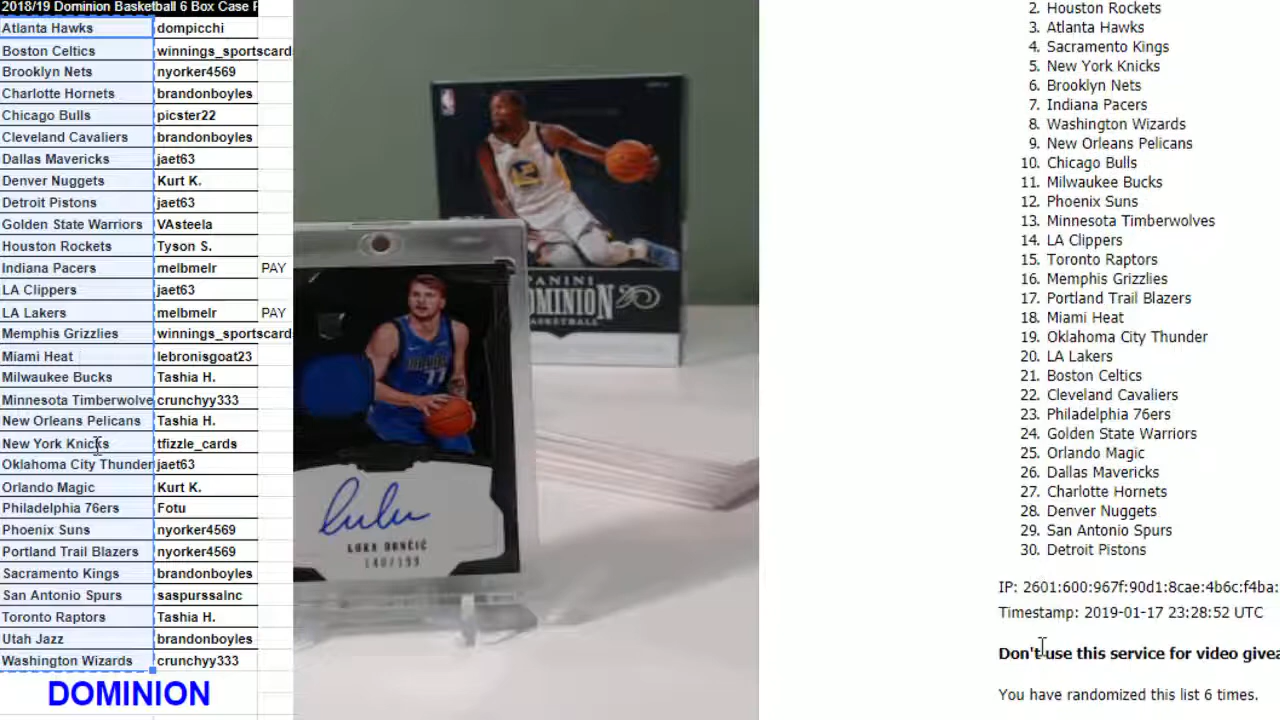 2018/19 Dominion Basketball 6 Box Case
Atlanta Hawks dompicchi
Boston Celtics winnings_sportscard
Brooklyn Nets nyorker4569
Charlotte Hornets brandonboyles
Chicago Bulls picster22
Cleveland Cavaliers brandonboyles
Dallas Mavericks jaet63
Denver Nuggets Kurt K.
Detroit Pistons jaet63
Golden State Warriors VAsteela
Houston Rockets Tyson S.
Indiana Pacers melbmelr PAY
LA Clippers jaet63
LA Lakers melbmelr PAY
Memphis Grizzlies winnings_sportscard
Miami Heat lebronisgoat23
Milwaukee Bucks Tashia H.
Minnesota Timberwolve crunchyy333
New Orleans Pelicans Tashia H.
New York Knicks tfizzle_cards
Oklahoma City Thunder jaet63
Orlando Magic Kurt K.
Philadelphia 76ers Fotu
Phoenix Suns nyorker4569
Portland Trail Blazers nyorker4569
Sacramento Kings brandonboyles
San Antonio Spurs saspurssainc
Toronto Raptors Tashia H.
Utah Jazz brandonboyles
Washington Wizards crunchyy333
DOMINION
PANINI
DOMINION
BASKETBALL
77
LUKA DONČIĆ
140/199
2. Houston Rockets
3. Atlanta Hawks
4. Sacramento Kings
5. New York Knicks
6. Brooklyn Nets
7. Indiana Pacers
8. Washington Wizards
9. New Orleans Pelicans
10. Chicago Bulls
11. Milwaukee Bucks
12. Phoenix Suns
13. Minnesota Timberwolves
14. LA Clippers
15. Toronto Raptors
16. Memphis Grizzlies
17. Portland Trail Blazers
18. Miami Heat
19. Oklahoma City Thunder
20. LA Lakers
21. Boston Celtics
22. Cleveland Cavaliers
23. Philadelphia 76ers
24. Golden State Warriors
25. Orlando Magic
26. Dallas Mavericks
27. Charlotte Hornets
28. Denver Nuggets
29. San Antonio Spurs
30. Detroit Pistons
IP: 2601:600:967f:90d1:8cae:4b6c:f4ba:
Timestamp: 2019-01-17 23:28:52 UTC
Don't use this service for video givea
You have randomized this list 6 times.